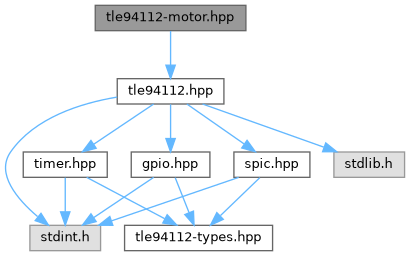 tle94112-motor.hpp
tle94112.hpp
timer.hpp
gpio.hpp
spic.hpp
stdlib.h
stdint.h
tle94112-types.hpp